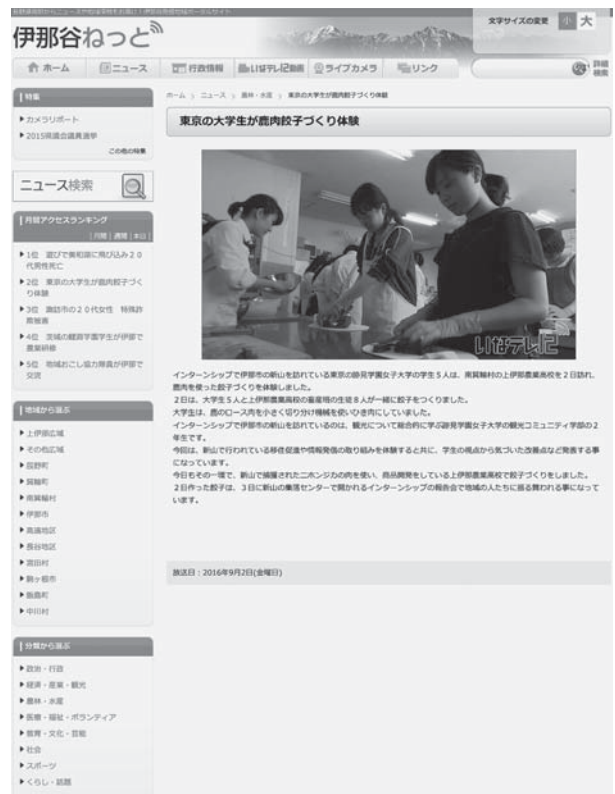 伊那谷ねっと
文字サイズの変更 小 大
ホーム ニュース 行政情報 いなテレビ動画 ライブカメラ リンク 詳細検索
特集
カメラリポート
2015県議会議員選挙
この他の特集
ニュース検索
月間アクセスランキング
月間 | 週間 | 本日
1位 遊びで美和湖に飛び込み20
代男性死亡
2位 東京の大学生が鹿肉餃子づく
り体験
3位 諏訪市の20代女性 特殊詐
欺被害
4位 茨城の鯉淵学園学生が伊那で
農業研修
5位 地域おこし協力隊員が伊那で
交流
地域から選ぶ
上伊那広域
その他広域
辰野町
箕輪町
南箕輪村
伊那市
高遠地区
長谷地区
宮田村
駒ヶ根市
飯島町
中川村
分類から選ぶ
政治・行政
経済・産業・観光
農林・水産
医療・福祉・ボランティア
教育・文化・芸能
社会
スポーツ
くらし・話題
ホーム 〉 ニュース 〉 農林・水産 〉 東京の大学生が鹿肉餃子づくり体験
東京の大学生が鹿肉餃子づくり体験
いなテレビ
インターンシップで伊那市の新山を訪れている東京の跡見学園女子大学の学生5人は、南箕輪村の上伊那農業高校を2日訪れ、
鹿肉を使った餃子づくりを体験しました。
2日は、大学生5人と上伊那農業高校の畜産班の生徒8人が一緒に餃子をつくりました。
大学生は、鹿のロース肉を小さく切り分け機械を使いひき肉にしていました。
インターンシップで伊那市の新山を訪れているのは、観光について総合的に学ぶ跡見学園女子大学の観光コミュニティ学部の2
年生です。
今回は、新山で行われている移住促進や情報発信の取り組みを体験すると共に、学生の視点から気づいた改善点など発表する事
になっています。
今日もその一環で、新山で捕獲されたニホンジカの肉を使い、商品開発をしている上伊那農業高校で餃子づくりをしました。
2日作った餃子は、3日に新山の集落センターで開かれるインターンシップの報告会で地域の人たちに振る舞われる事になって
います。
放送日：2016年9月2日(金曜日)